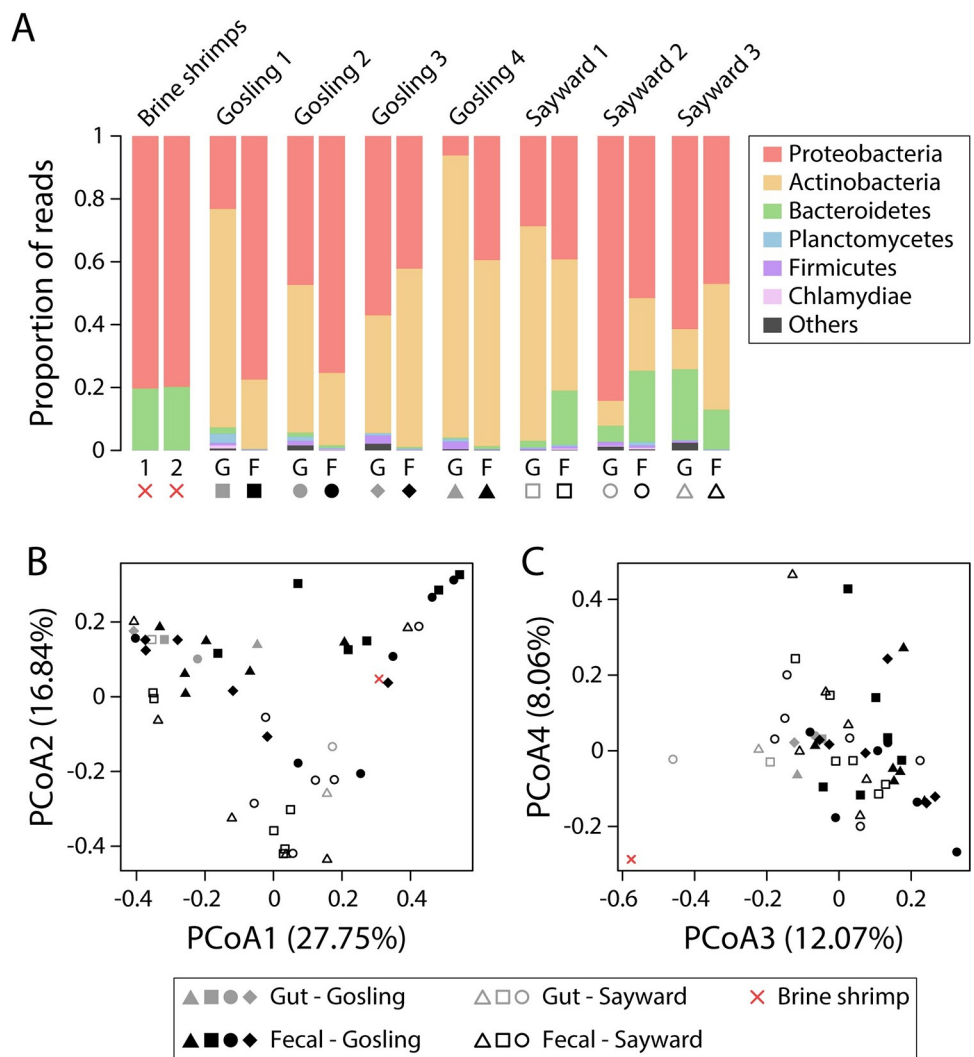 A
Brine shrimps
Gosling 1
Gosling 2
Gosling 3
Gosling 4
Sayward 1
Sayward 2
Sayward 3
Proportion of reads
1
0.8
0.6
0.4
0.2
0
1 2 G F G F G F G F G F G F G F
Proteobacteria
Actinobacteria
Bacteroidetes
Planctomycetes
Firmicutes
Chlamydiae
Others
B
PCoA2 (16.84%)
0.2
0
-0.2
-0.4
-0.4 -0.2 0 0.2 0.4
PCoA1 (27.75%)
C
PCoA4 (8.06%)
0.4
0.2
0
-0.2
-0.6 -0.4 -0.2 0 0.2
PCoA3 (12.07%)
Gut - Gosling Gut - Sayward Brine shrimp
Fecal - Gosling Fecal - Sayward